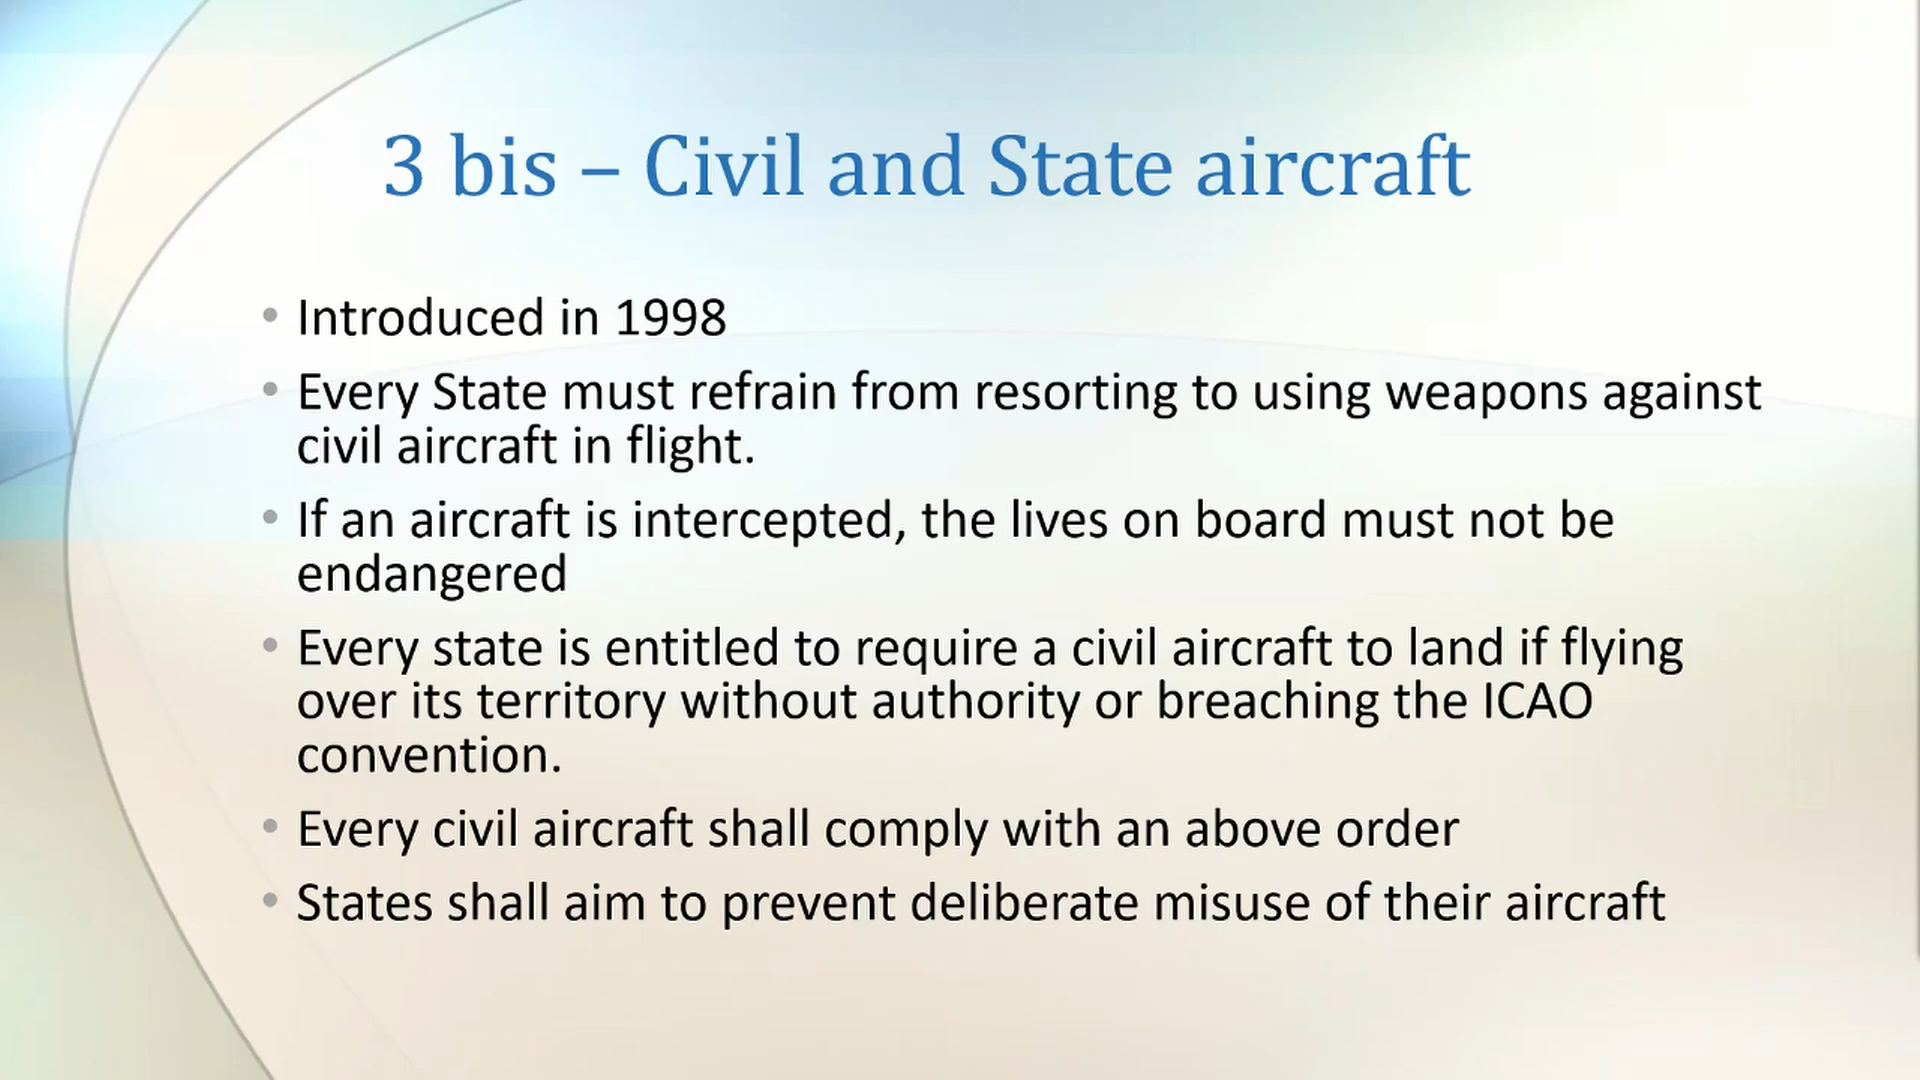 3 bis – Civil and State aircraft
• Introduced in 1998
• Every State must refrain from resorting to using weapons against
civil aircraft in flight.
• If an aircraft is intercepted, the lives on board must not be
endangered
• Every state is entitled to require a civil aircraft to land if flying
over its territory without authority or breaching the ICAO
convention.
• Every civil aircraft shall comply with an above order
• States shall aim to prevent deliberate misuse of their aircraft